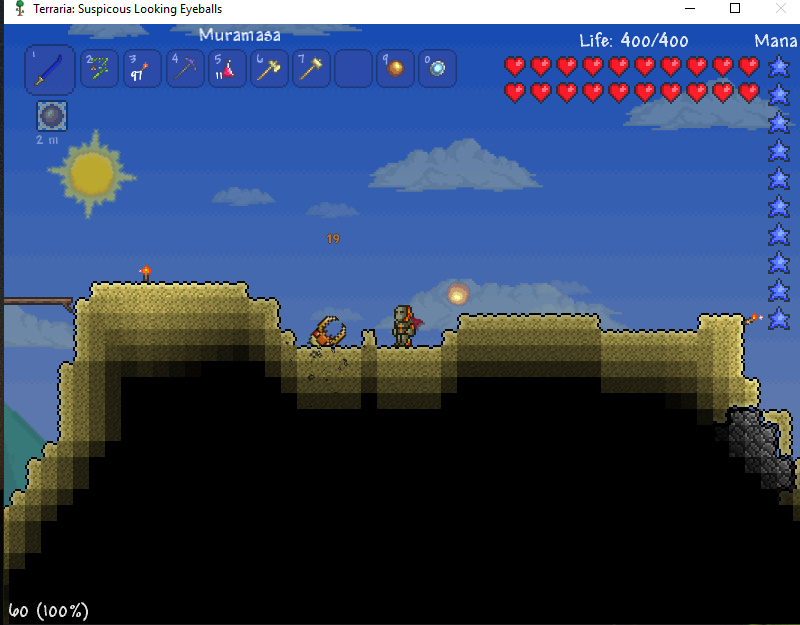 Terraria: Suspicous Looking Eyeballs
Muramasa
Life: 400/400
Mana
1 2 3 4 5 6 7 9 0
97 11
2 m
19
60 (100%)